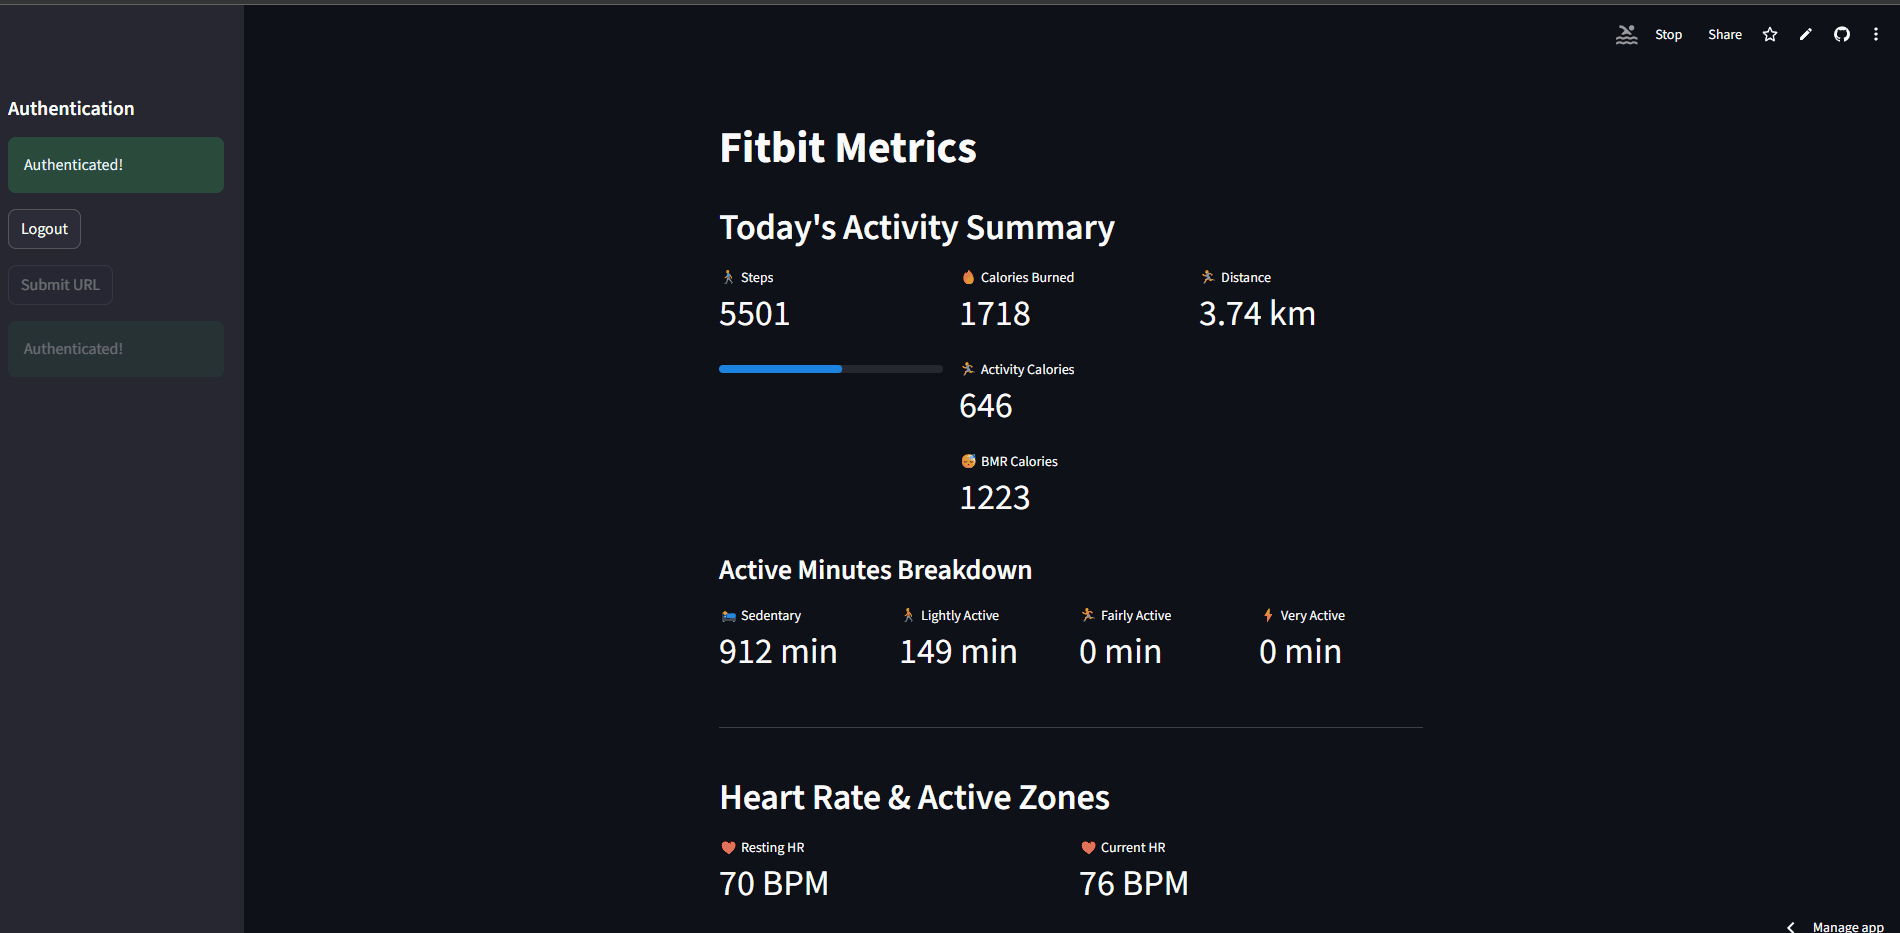 Stop Share
Authentication
Authenticated!
Logout
Submit URL
Authenticated!
Fitbit Metrics
Today's Activity Summary
Steps
5501
Calories Burned
1718
Distance
3.74 km
Activity Calories
646
BMR Calories
1223
Active Minutes Breakdown
Sedentary
912 min
Lightly Active
149 min
Fairly Active
0 min
Very Active
0 min
Heart Rate & Active Zones
Resting HR
70 BPM
Current HR
76 BPM
Manage app